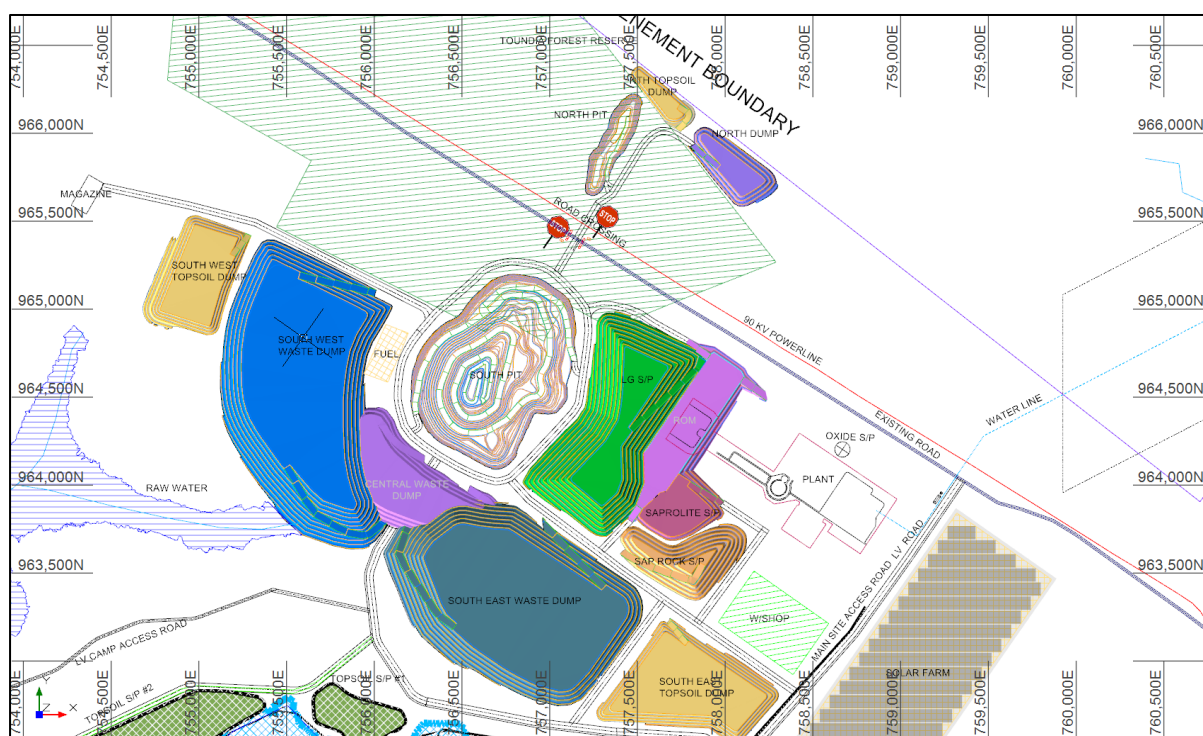 754,000E
754,500E
755,000E
755,500E
756,000E
756,500E
757,000E
757,500E
758,000E
758,500E
759,000E
759,500E
760,000E
760,500E
TOUNDI FOREST RESERV
ENEMENT BOUNDARY
RTH TOPSOIL
DUMP
NORTH PIT
NORTH DUMP
966,000N
966,000N
MAGAZINE
965,500N
965,500N
STOP
ROAD CROSSING
SOUTH WEST
TOPSOIL DUMP
965,000N
965,000N
90 KV POWERLINE
SOUTH WEST
WASTE DUMP
FUEL
SOUTH PIT
LG S/P
964,500N
964,500N
ROM
WATER LINE
EXISTING ROAD
OXIDE S/P
PLANT
CENTRAL WASTE
DUMP
RAW WATER
964,000N
964,000N
SAPROLITE S/P
SAP ROCK S/P
963,500N
963,500N
SOUTH EAST WASTE DUMP
W/SHOP
MAIN SITE ACCESS ROAD
LV ROAD
LV CAMP ACCESS ROAD
TOPSOIL S/P #2
TOPSOIL S/P #1
SOUTH EAST
TOPSOIL DUMP
SOLAR FARM
Y
Z
X
754,000E
754,500E
755,000E
755,500E
756,000E
756,500E
757,000E
757,500E
758,000E
758,500E
759,000E
759,500E
760,000E
760,500E